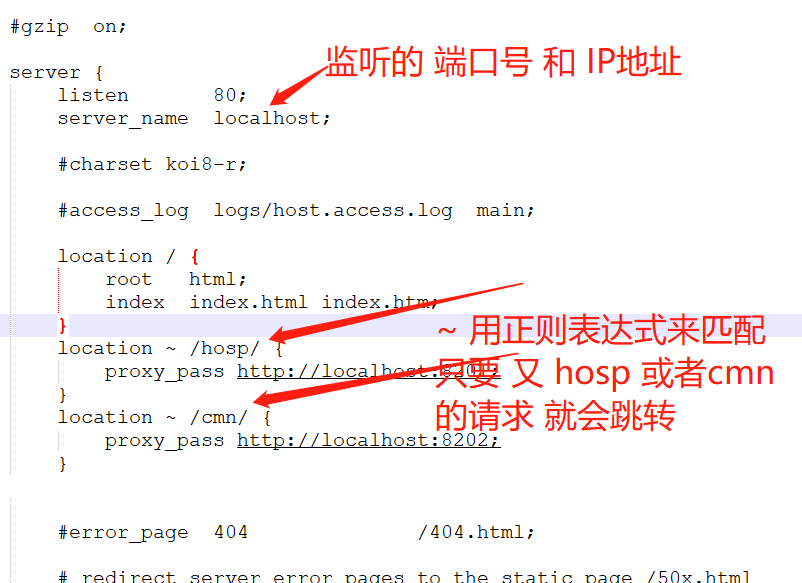 #gzip  on;
server {
监听的 端口号 和 IP地址
listen       80;
server_name  localhost;
#charset koi8-r;
#access_log  logs/host.access.log  main;
location / {
root   html;
index  index.html index.htm;
}
location ~ /hosp/ {
~ 用正则表达式来匹配
proxy_pass http://localhost:8201;
只要 又 hosp 或者cmn
}
location ~ /cmn/ {
的请求 就会跳转
proxy_pass http://localhost:8202;
}
#error_page  404              /404.html;
# redirect server error pages to the static page /50x.html